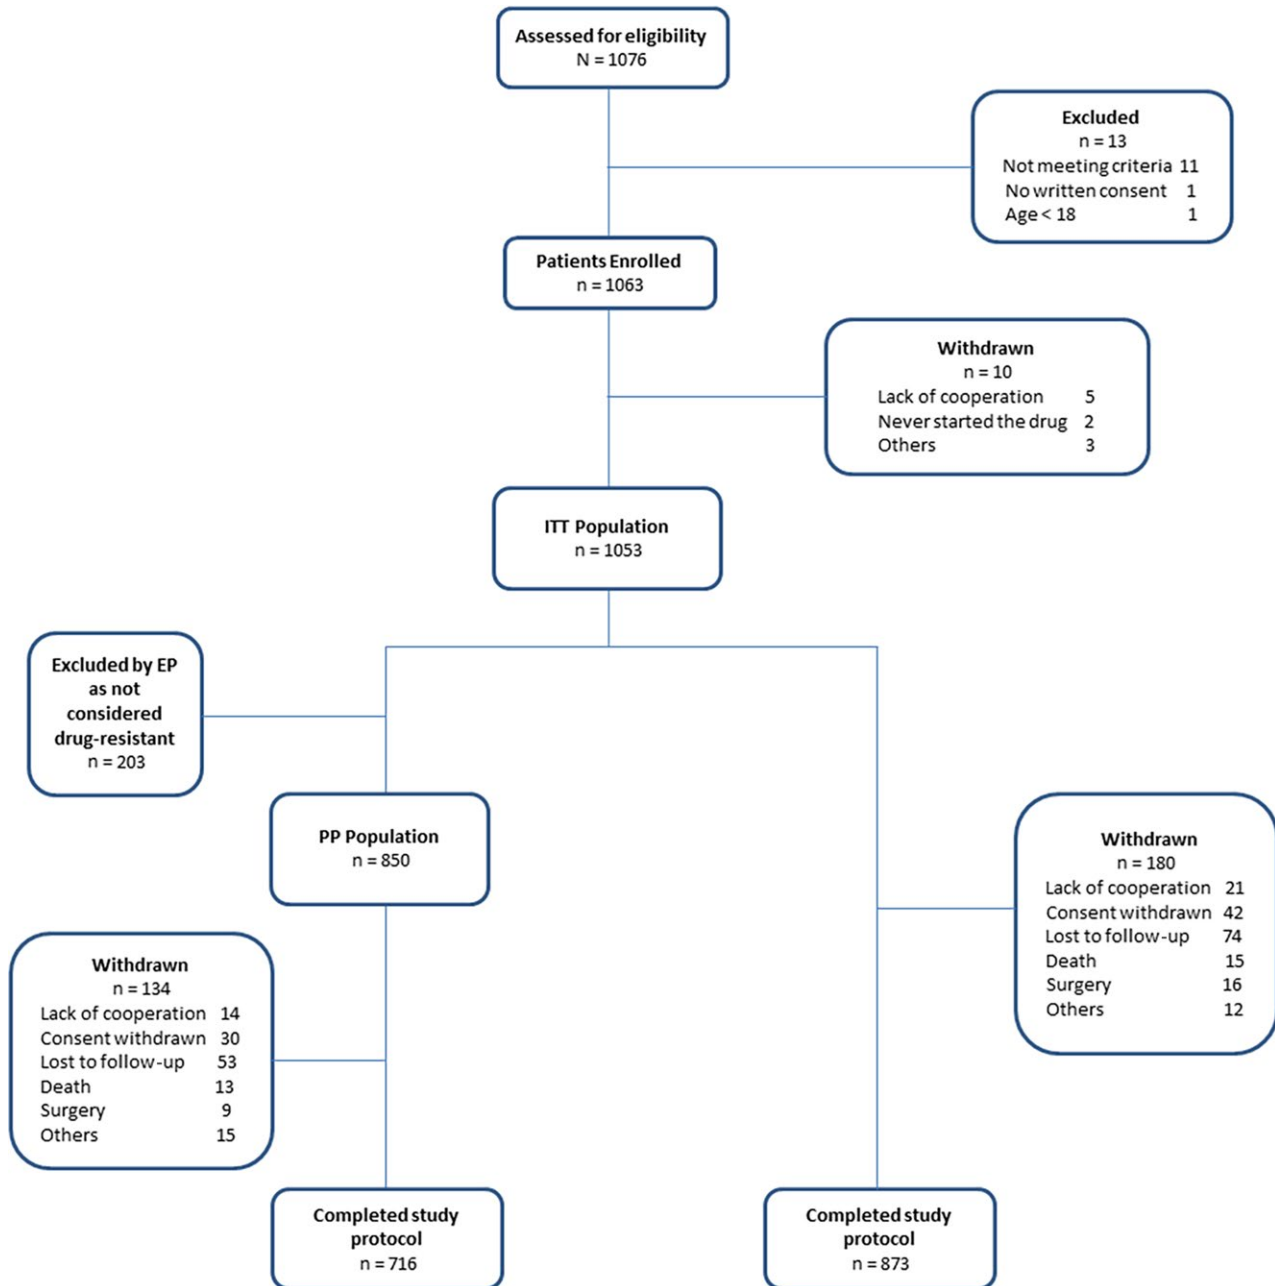 Assessed for eligibility
N = 1076
Excluded
n = 13
Not meeting criteria 11
No written consent 1
Age < 18 1
Patients Enrolled
n = 1063
Withdrawn
n = 10
Lack of cooperation 5
Never started the drug 2
Others 3
ITT Population
n = 1053
Excluded by EP
as not
considered
drug-resistant
n = 203
PP Population
n = 850
Withdrawn
n = 180
Lack of cooperation 21
Consent withdrawn 42
Lost to follow-up 74
Death 15
Surgery 16
Others 12
Withdrawn
n = 134
Lack of cooperation 14
Consent withdrawn 30
Lost to follow-up 53
Death 13
Surgery 9
Others 15
Completed study
protocol
n = 716
Completed study
protocol
n = 873